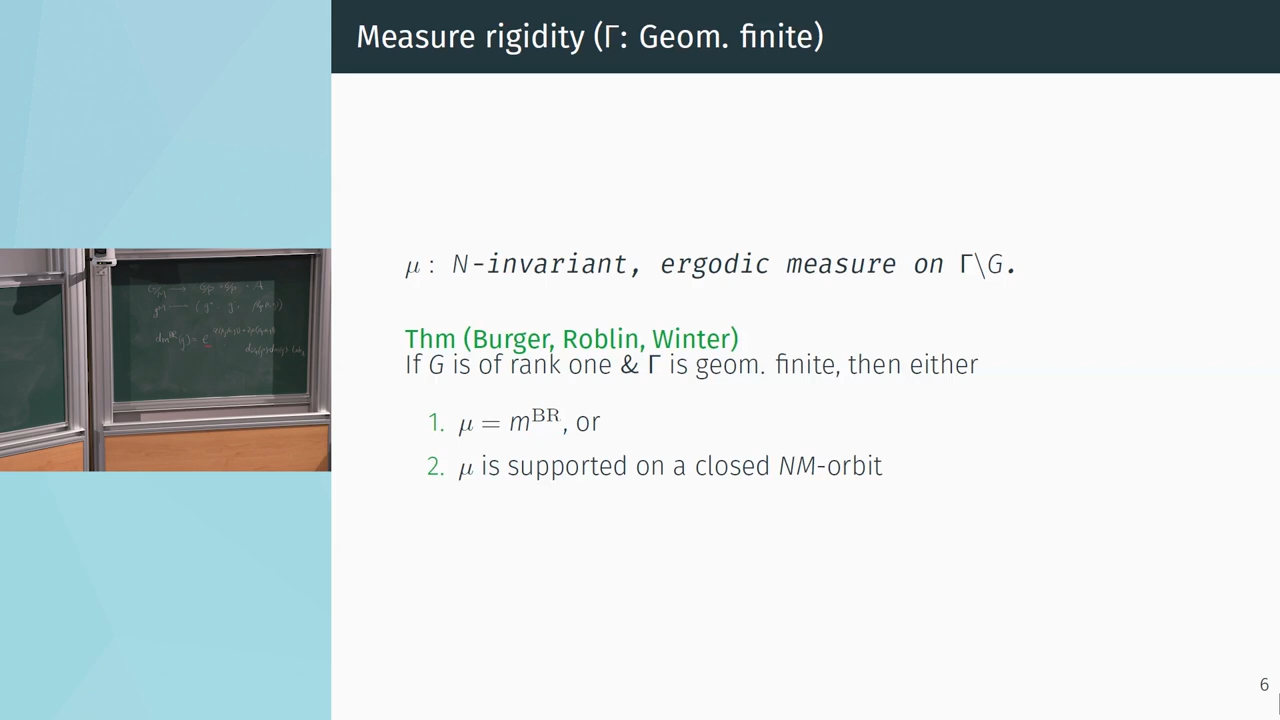 Measure rigidity (Γ: Geom. finite)
μ : N-invariant, ergodic measure on Γ\G.
Thm (Burger, Roblin, Winter)
If G is of rank one & Γ is geom. finite, then either
1. μ = m^BR, or
2. μ is supported on a closed NM-orbit
6